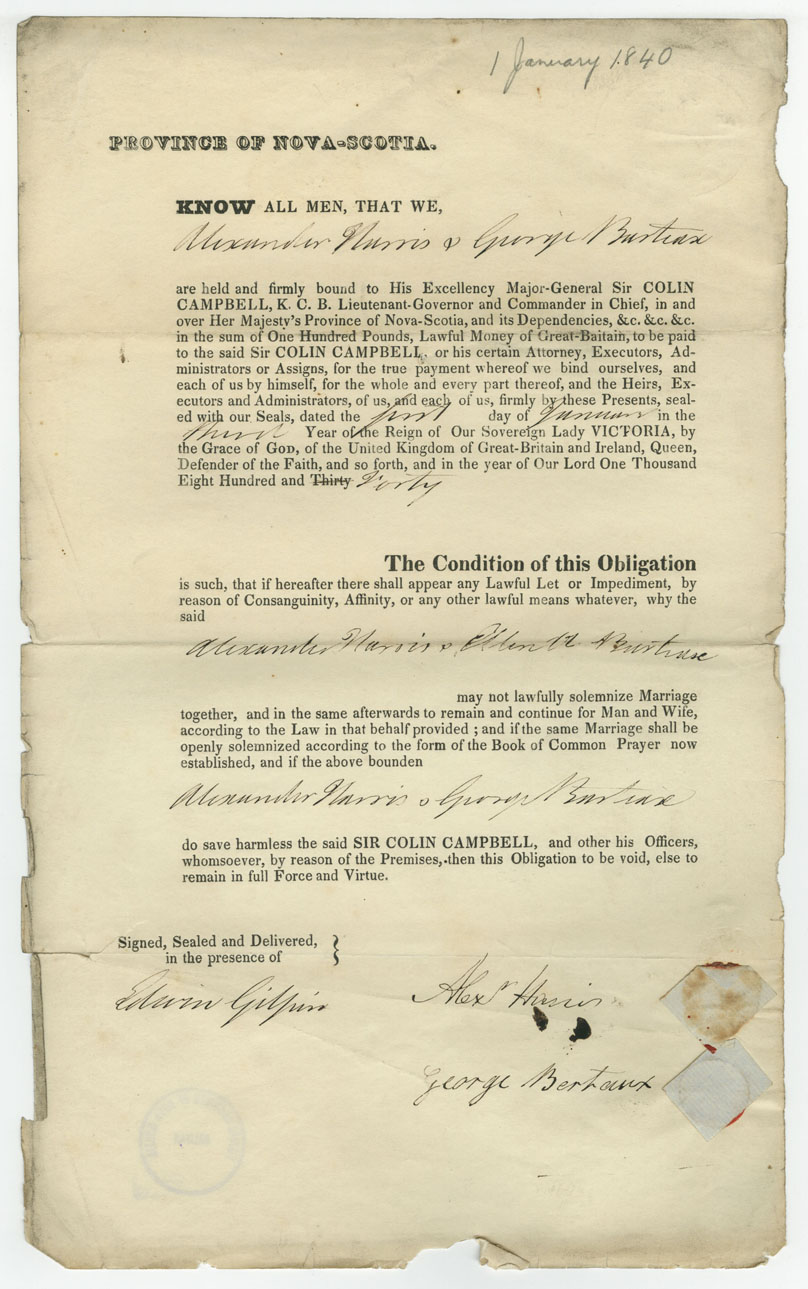 1 January 1840
PROVINCE OF NOVA-SCOTIA.
KNOW ALL MEN, THAT WE,
Alexander Harris & George Burteax
are held and firmly bound to His Excellency Major-General Sir COLIN
CAMPBELL, K. C. B. Lieutenant-Governor and Commander in Chief, in and
over Her Majesty's Province of Nova-Scotia, and its Dependencies, &c. &c. &c.
in the sum of One Hundred Pounds, Lawful Money of Great-Baitain, to be paid
to the said Sir COLIN CAMPBELL, or his certain Attorney, Executors, Ad-
ministrators or Assigns, for the true payment whereof we bind ourselves, and
each of us by himself, for the whole and every part thereof, and the Heirs, Ex-
ecutors and Administrators, of us, and each of us, firmly by these Presents, seal-
ed with our Seals, dated the first day of January in the
third Year of the Reign of Our Sovereign Lady VICTORIA, by
the Grace of GOD, of the United Kingdom of Great-Britain and Ireland, Queen,
Defender of the Faith, and so forth, and in the year of Our Lord One Thousand
Eight Hundred and Thirty Forty
The Condition of this Obligation
is such, that if hereafter there shall appear any Lawful Let or Impediment, by
reason of Consanguinity, Affinity, or any other lawful means whatever, why the
said
Alexander Harris & Ellen Burteax
may not lawfully solemnize Marriage
together, and in the same afterwards to remain and continue for Man and Wife,
according to the Law in that behalf provided ; and if the same Marriage shall be
openly solemnized according to the form of the Book of Common Prayer now
established, and if the above bounden
Alexander Harris & George Burteax
do save harmless the said SIR COLIN CAMPBELL, and other his Officers,
whomsoever, by reason of the Premises, then this Obligation to be void, else to
remain in full Force and Virtue.
Signed, Sealed and Delivered,
in the presence of
Edwin Gilpin
Alexr Harris
George Bertaux